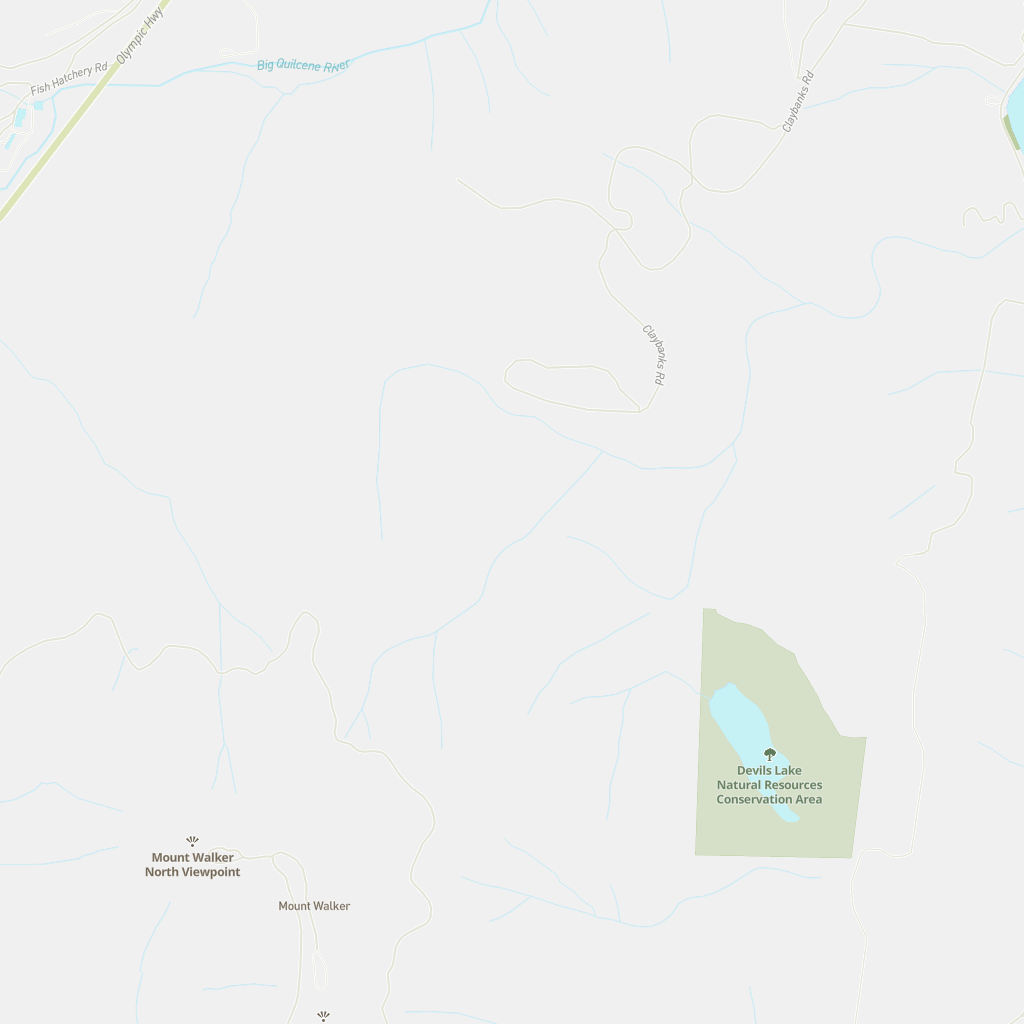 Olympic Hwy
Fish Hatchery Rd
Big Quilcene River
Claybanks Rd
Claybanks Rd
Devils Lake
Natural Resources
Conservation Area
Mount Walker
North Viewpoint
Mount Walker